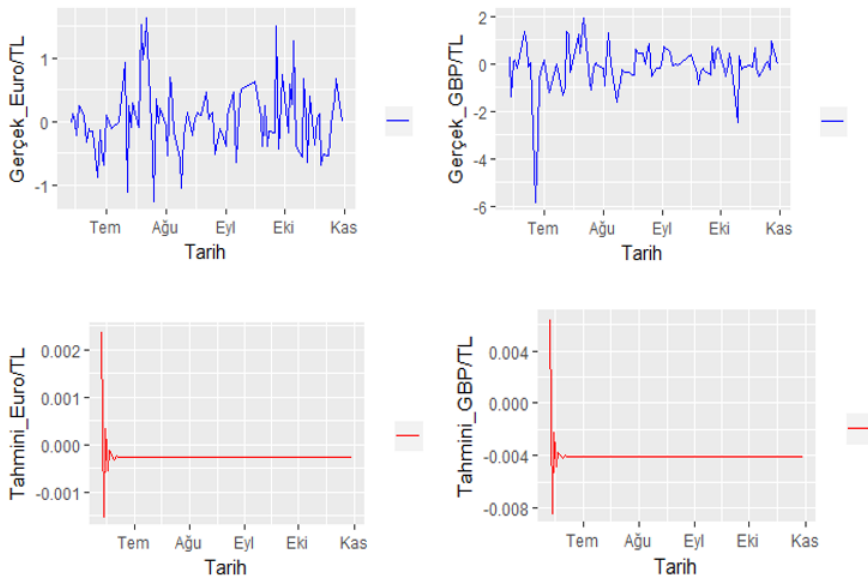 Gerçek_Euro/TL
1
0
-1
Tem Ağu Eyl Eki Kas
Tarih
Gerçek_GBP/TL
2
0
-2
-4
-6
Tem Ağu Eyl Eki Kas
Tarih
Tahmini_Euro/TL
0.002
0.001
0.000
-0.001
Tem Ağu Eyl Eki Kas
Tarih
Tahmini_GBP/TL
0.004
0.000
-0.004
-0.008
Tem Ağu Eyl Eki Kas
Tarih